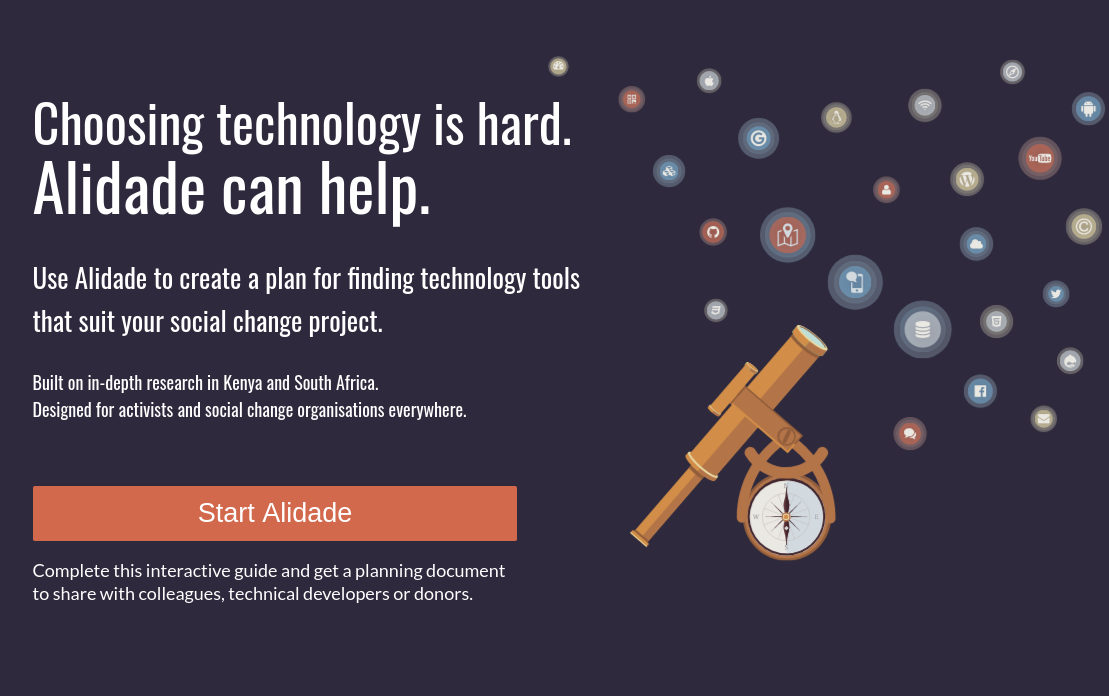 Choosing technology is hard.
Alidade can help.
Use Alidade to create a plan for finding technology tools
that suit your social change project.
Built on in-depth research in Kenya and South Africa.
Designed for activists and social change organisations everywhere.
Start Alidade
Complete this interactive guide and get a planning document
to share with colleagues, technical developers or donors.
YouTube
W
E